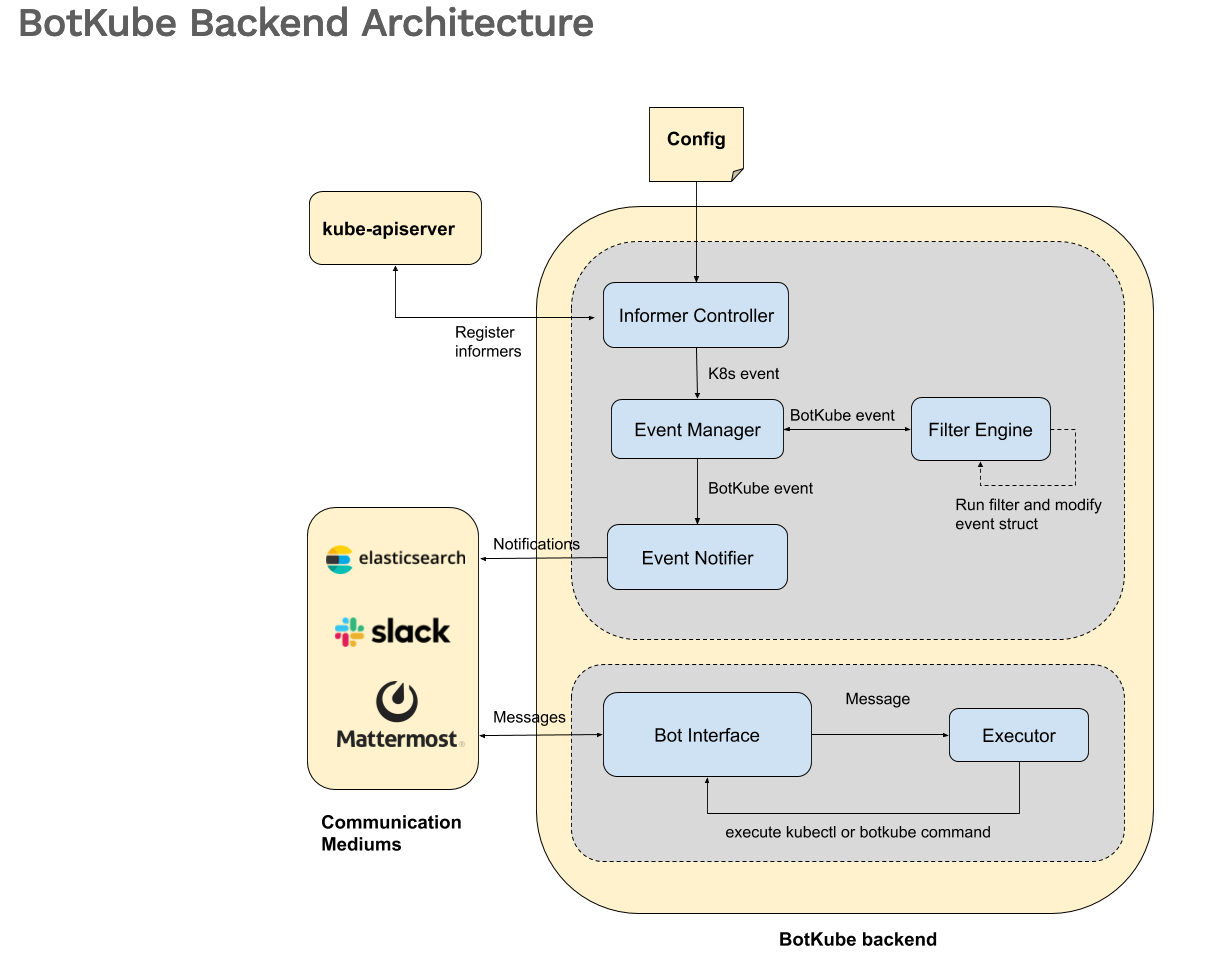 BotKube Backend Architecture
Config
kube-apiserver
Informer Controller
Register
informers
K8s event
Event Manager
BotKube event
Filter Engine
BotKube event
Run filter and modify
event struct
Notifications
Event Notifier
elasticsearch
slack
Mattermost
Messages
Bot Interface
Message
Executor
execute kubectl or botkube command
Communication
Mediums
BotKube backend